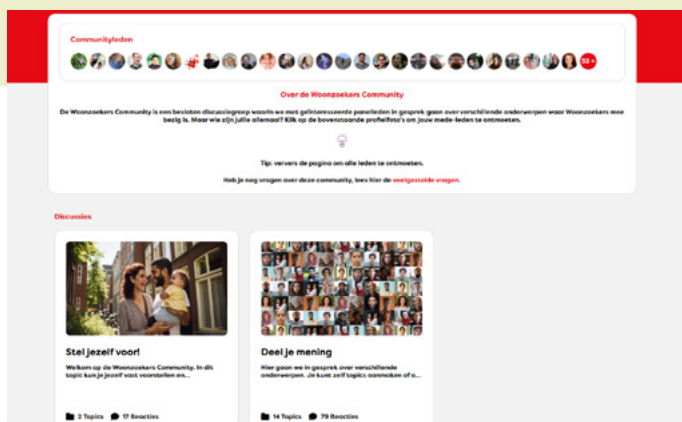 Communityleden
53 +
Over de Woonzoekers Community
De Woonzoekers Community is een besloten discussiegroep waarin we met geïnteresseerde panelleden in gesprek gaan over verschillende onderwerpen waar Woonzoekers mee
bezig is. Maar wie zijn jullie allemaal? Klik op de bovenstaande profielfoto's om jouw mede-leden te ontmoeten.
Tip: ververs de pagina om alle leden te ontmoeten.
Heb je nog vragen over deze community, lees hier de veelgestelde vragen.
Discussies
Stel jezelf voor!
Welkom op de Woonzoekers Community. In dit
topic kun je jezelf vast voorstellen en...
2 Topics 17 Reacties
Deel je mening
Hier gaan we in gesprek over verschillende
onderwerpen. Je kunt zelf topics aanmaken of o...
14 Topics 79 Reacties